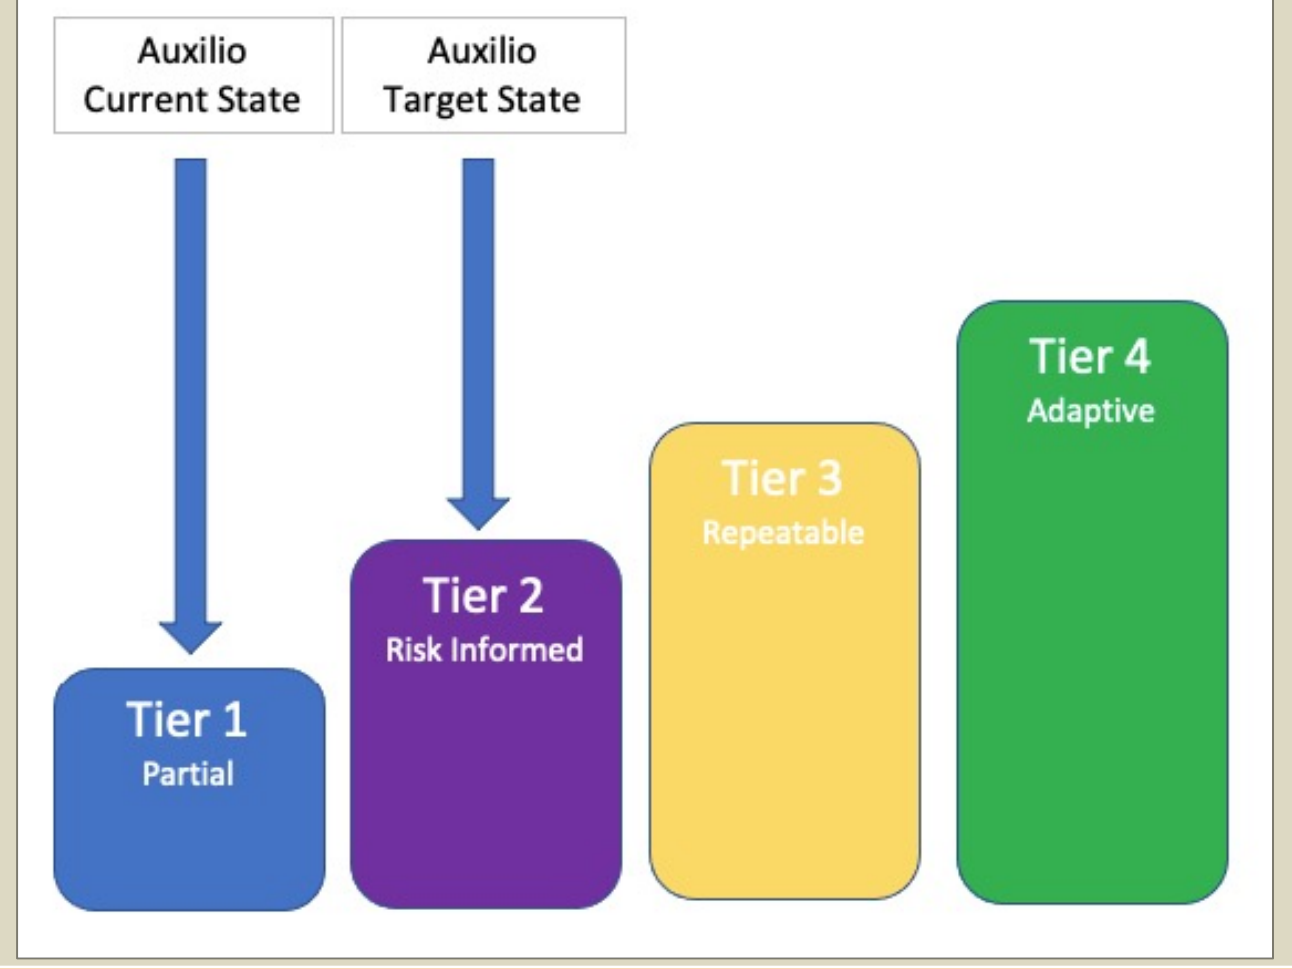 Auxilio
Current State
Auxilio
Target State
Tier 4
Adaptive
Tier 3
Repeatable
Tier 2
Risk Informed
Tier 1
Partial